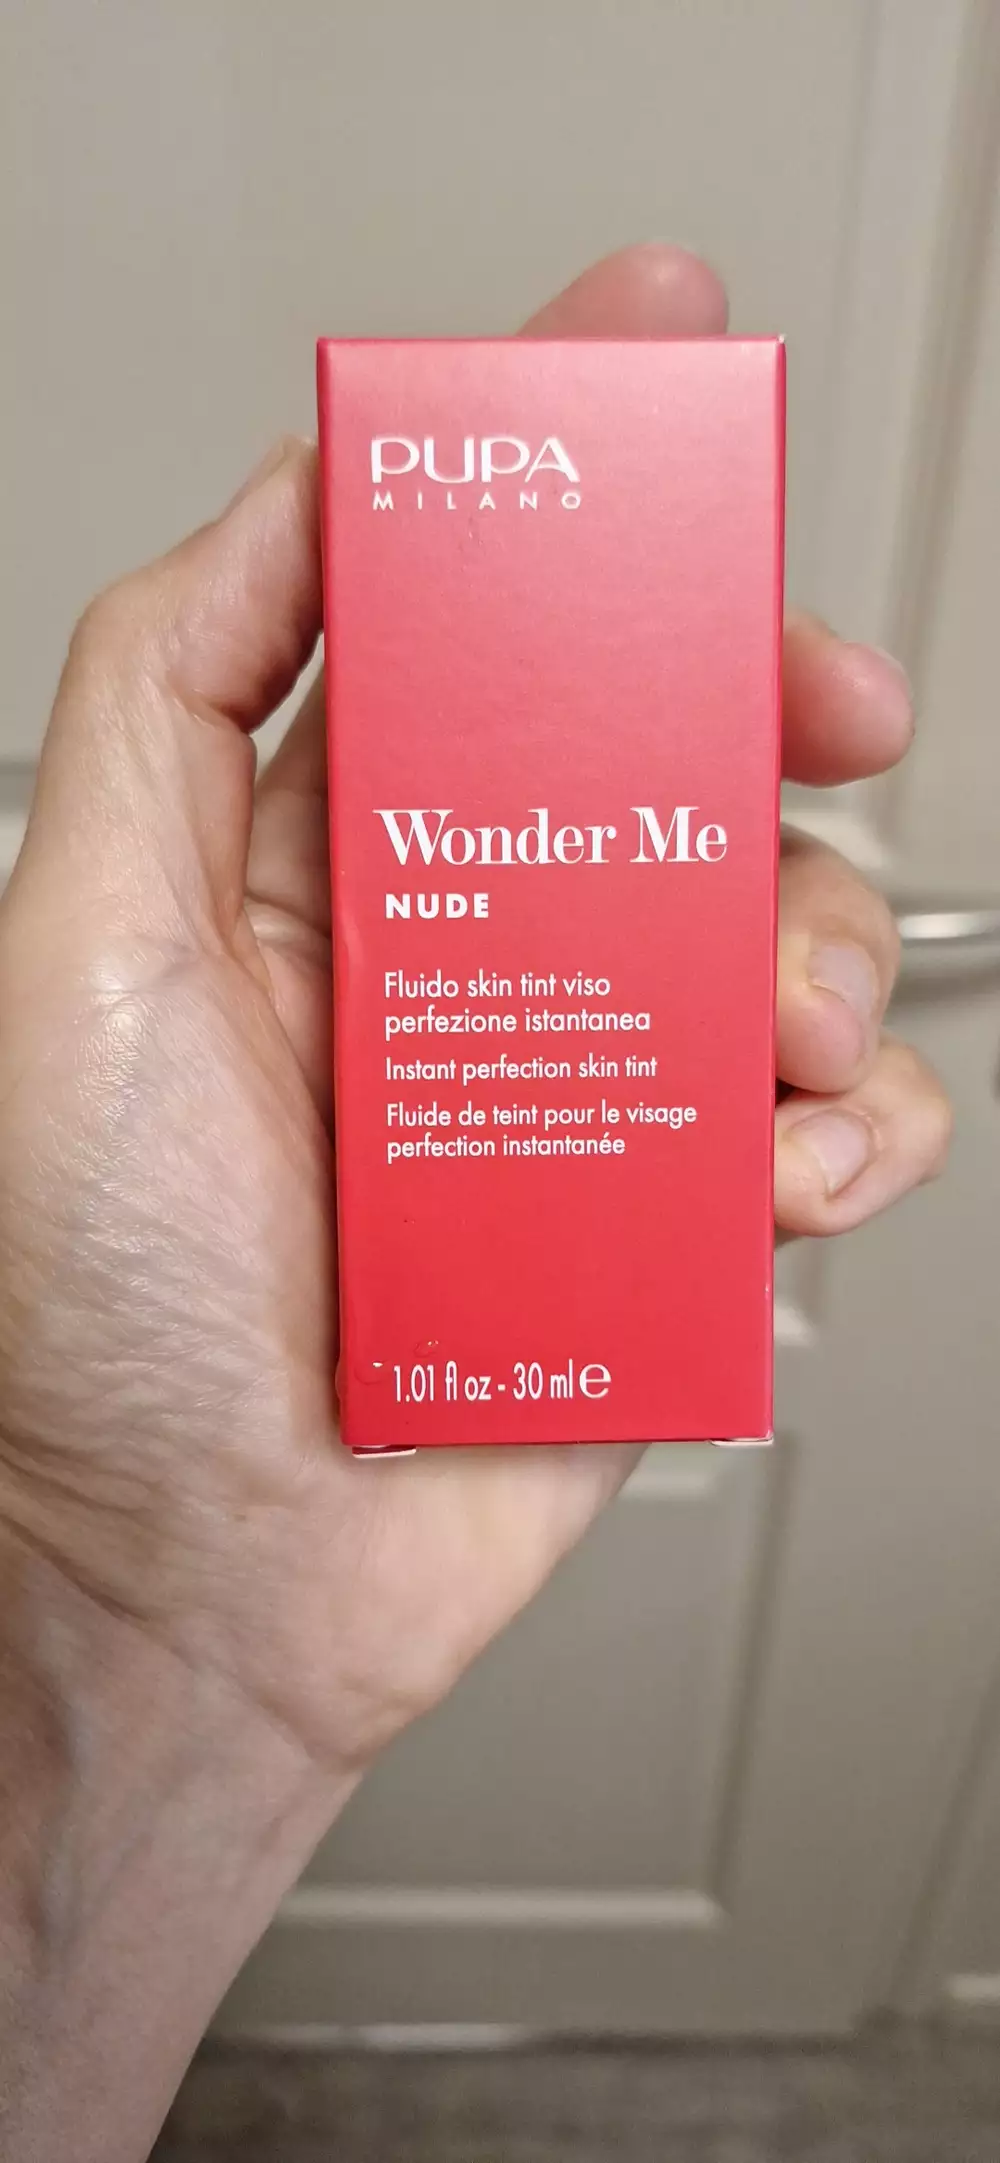 PUPA
MILANO
Wonder Me
NUDE
Fluido skin tint viso
perfezione istantanea
Instant perfection skin tint
Fluide de teint pour le visage
perfection instantanée
1.01 fl oz - 30 ml ℮